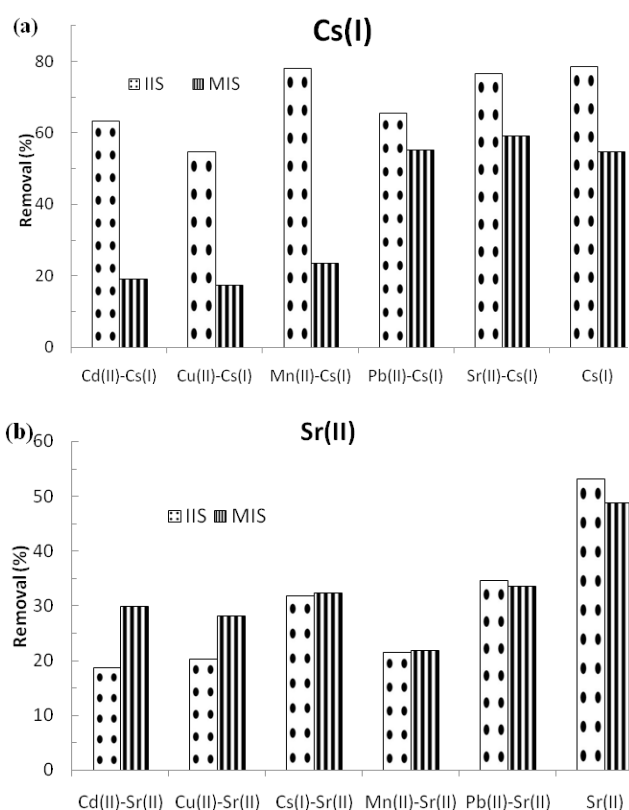 (a)
Cs(I)
80
60
40
20
0
Removal (%)
IIS MIS
Cd(II)-Cs(I) Cu(II)-Cs(I) Mn(II)-Cs(I) Pb(II)-Cs(I) Sr(II)-Cs(I) Cs(I)
(b)
Sr(II)
60
50
40
30
20
10
0
Removal (%)
IIS MIS
Cd(II)-Sr(II) Cu(II)-Sr(II) Cs(I)-Sr(II) Mn(II)-Sr(II) Pb(II)-Sr(II) Sr(II)